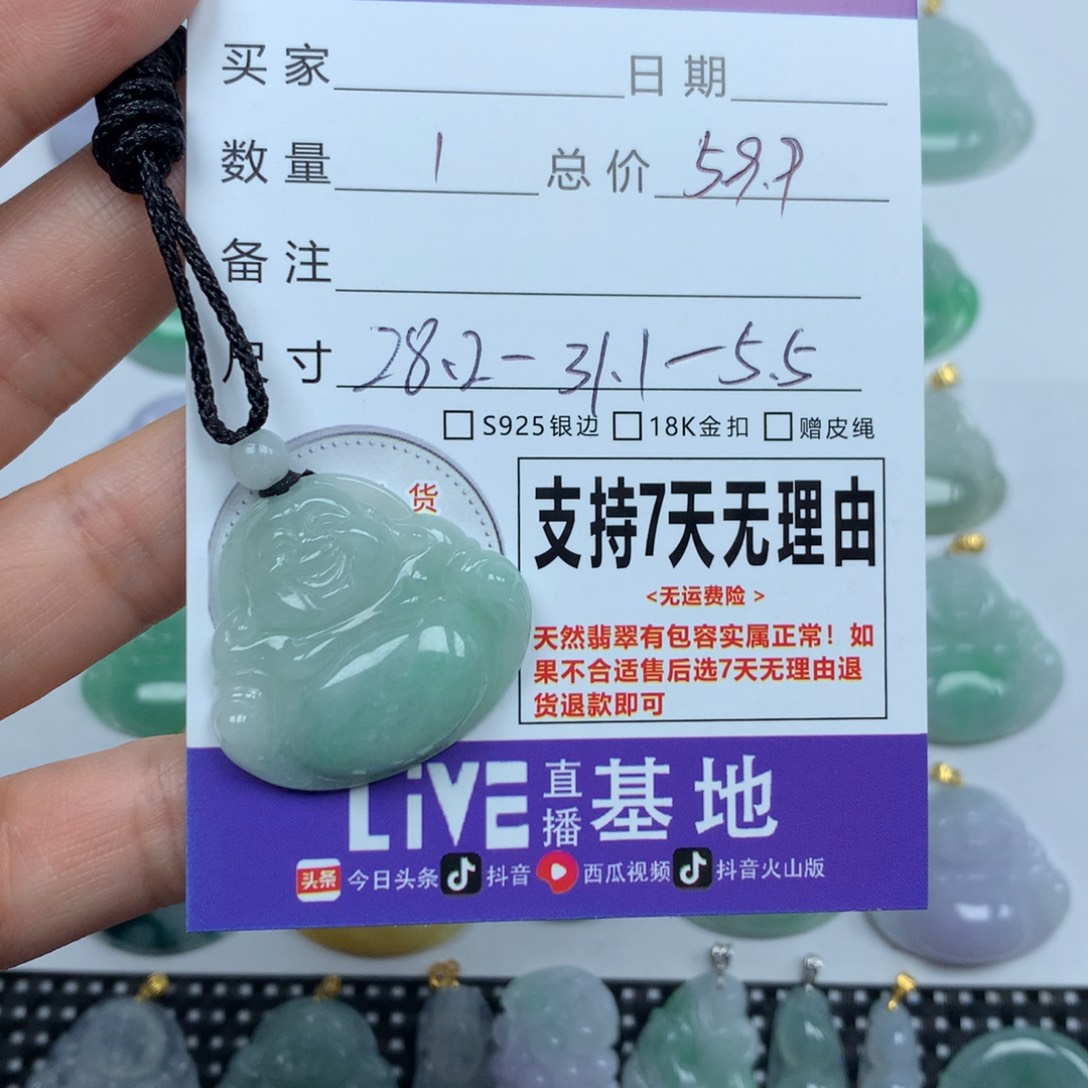 买家 日期
数量 1 总价 59.9
备注
尺寸 28.2-31.1-5.5
S925银边 18K金扣 赠皮绳
货
支持7天无理由
<无运费险 >
天然翡翠有包容实属正常！如
果不合适售后选7天无理由退
货退款即可
LiVE 直播 基地
今日头条 抖音 西瓜视频 抖音火山版